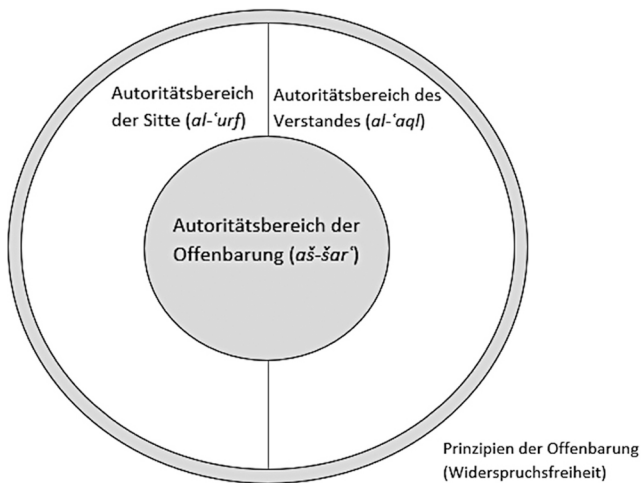 Autoritätsbereich
der Sitte (al-ʿurf)
Autoritätsbereich des
Verstandes (al-ʿaql)
Autoritätsbereich der
Offenbarung (aš-šarʿ)
Prinzipien der Offenbarung
(Widerspruchsfreiheit)